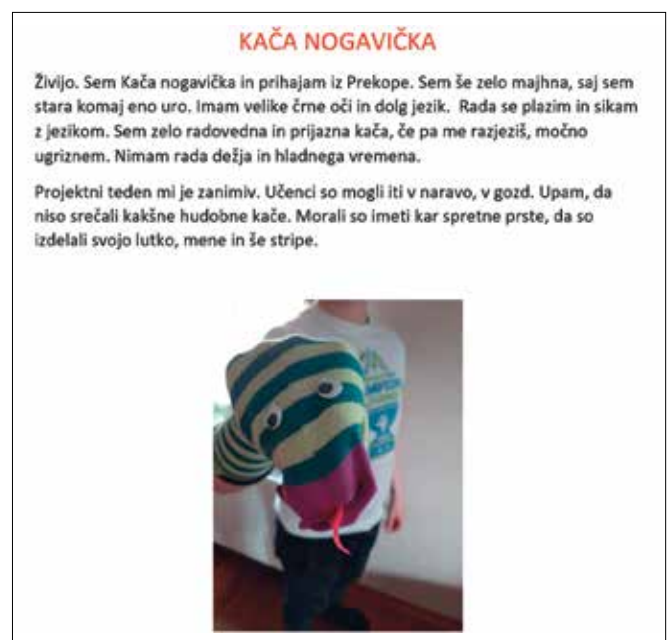 KAČA NOGAVIČKA
Živijo. Sem Kača nogavička in prihajam iz Prekope. Sem še zelo majhna, saj sem
stara komaj eno uro. Imam velike črne oči in dolg jezik.  Rada se plazim in sikam
z jezikom. Sem zelo radovedna in prijazna kača, če pa me razjeziš, močno
ugriznem. Nimam rada dežja in hladnega vremena.
Projektni teden mi je zanimiv. Učenci so mogli iti v naravo, v gozd. Upam, da
niso srečali kakšne hudobne kače. Morali so imeti kar spretne prste, da so
izdelali svojo lutko, mene in še stripe.